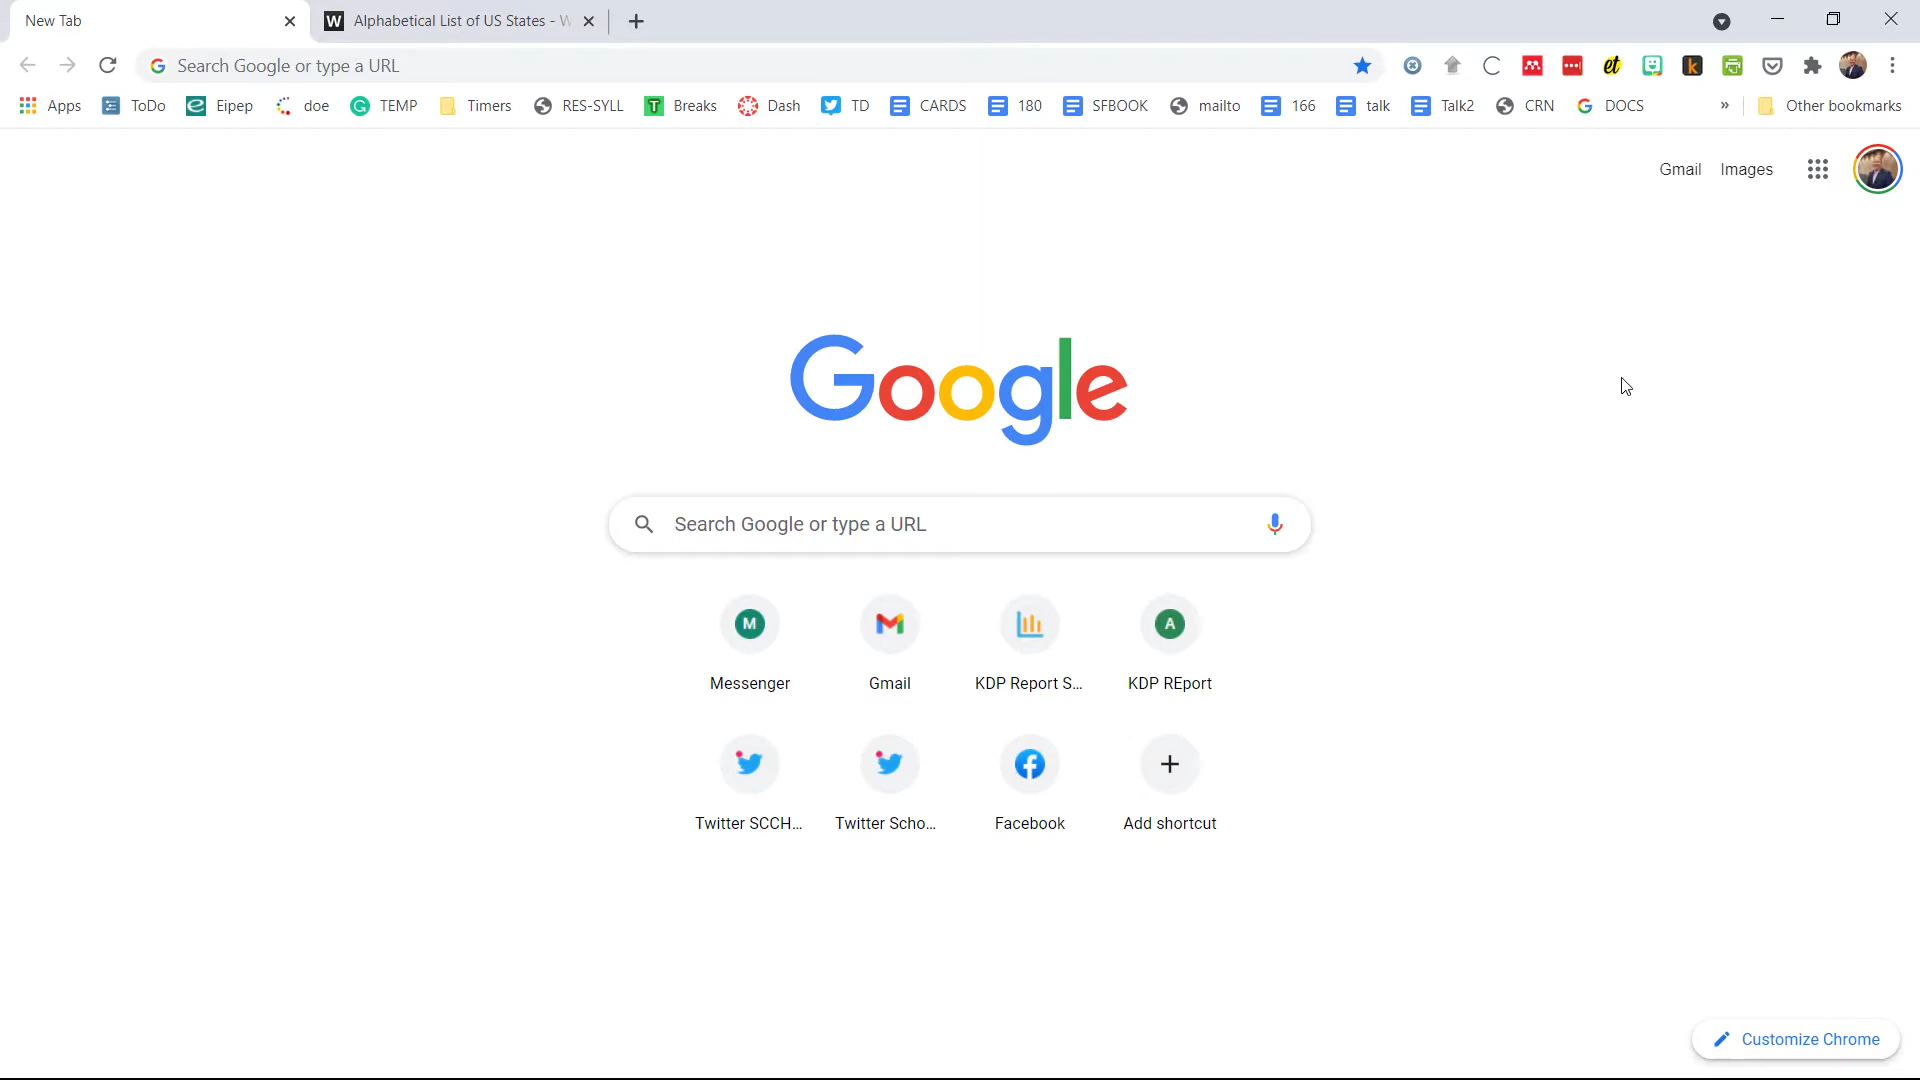 New Tab
W Alphabetical List of US States - W
Search Google or type a URL
et k
Apps ToDo Eipep doe TEMP Timers RES-SYLL T Breaks Dash TD CARDS 180 SFBOOK mailto 166 talk Talk2 CRN DOCS » Other bookmarks
Gmail Images
Google
Search Google or type a URL
M A
Messenger Gmail KDP Report S... KDP REport
Twitter SCCH... Twitter Scho... Facebook Add shortcut
Customize Chrome